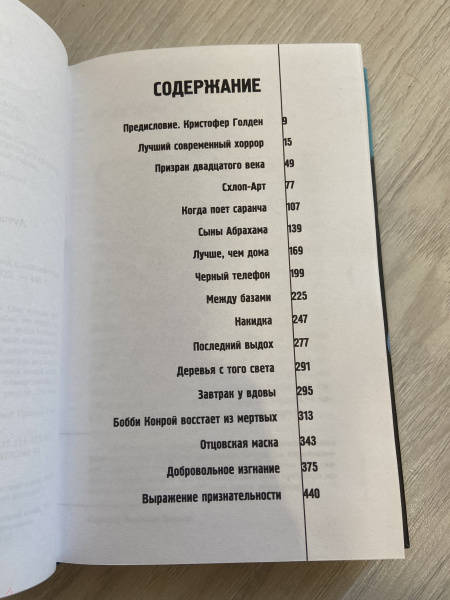 СОДЕРЖАНИЕ
Предисловие. Кристофер Голден 9
Лучший современный хоррор 15
Призрак двадцатого века 49
Схлоп-Арт 77
Когда поет саранча 107
Сыны Абрахама 139
Лучше, чем дома 169
Черный телефон 199
Между базами 225
Накидка 247
Последний выдох 277
Деревья с того света 291
Завтрак у вдовы 295
Бобби Конрой восстает из мертвых 313
Отцовская маска 343
Добровольное изгнание 375
Выражение признательности 440